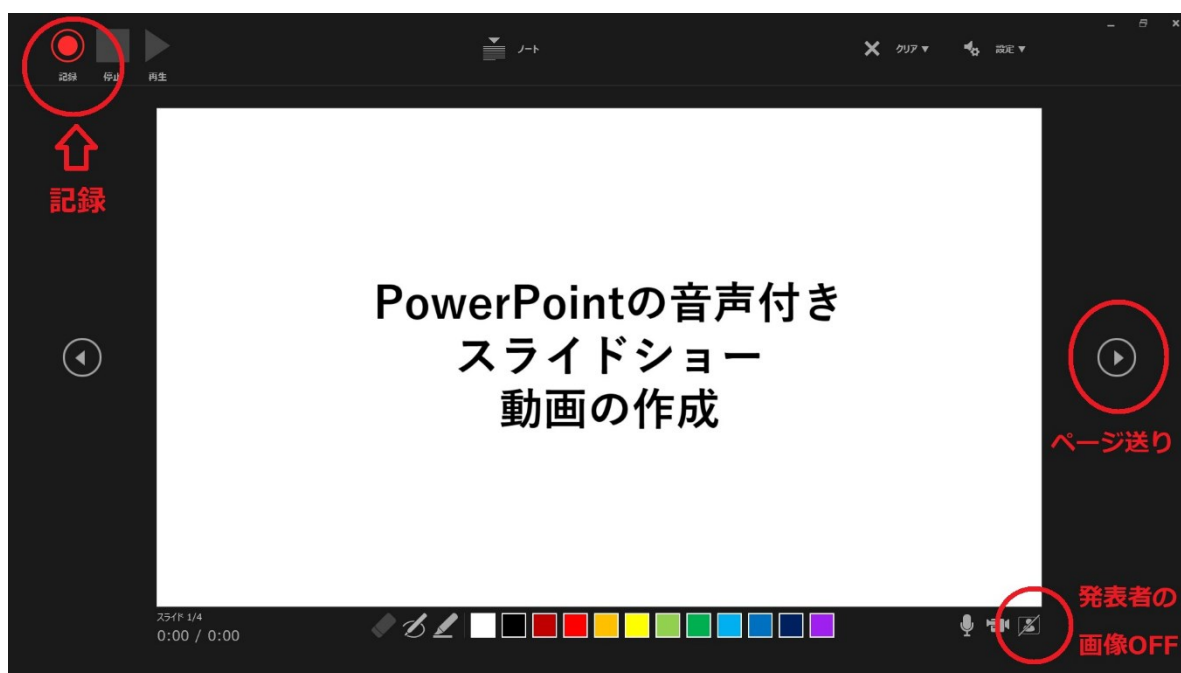 記録 停止 再生
ノート
クリア
設定
記録
PowerPointの音声付き
スライドショー
動画の作成
ページ送り
スライド 1/4
0:00 / 0:00
発表者の
画像OFF